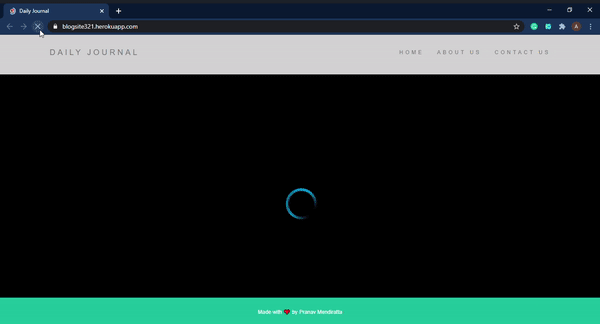 Daily Journal
blogsite321.herokuapp.com
A
DAILY JOURNAL
HOME ABOUT US CONTACT US
Made with ❤ by Pranav Mendiratta